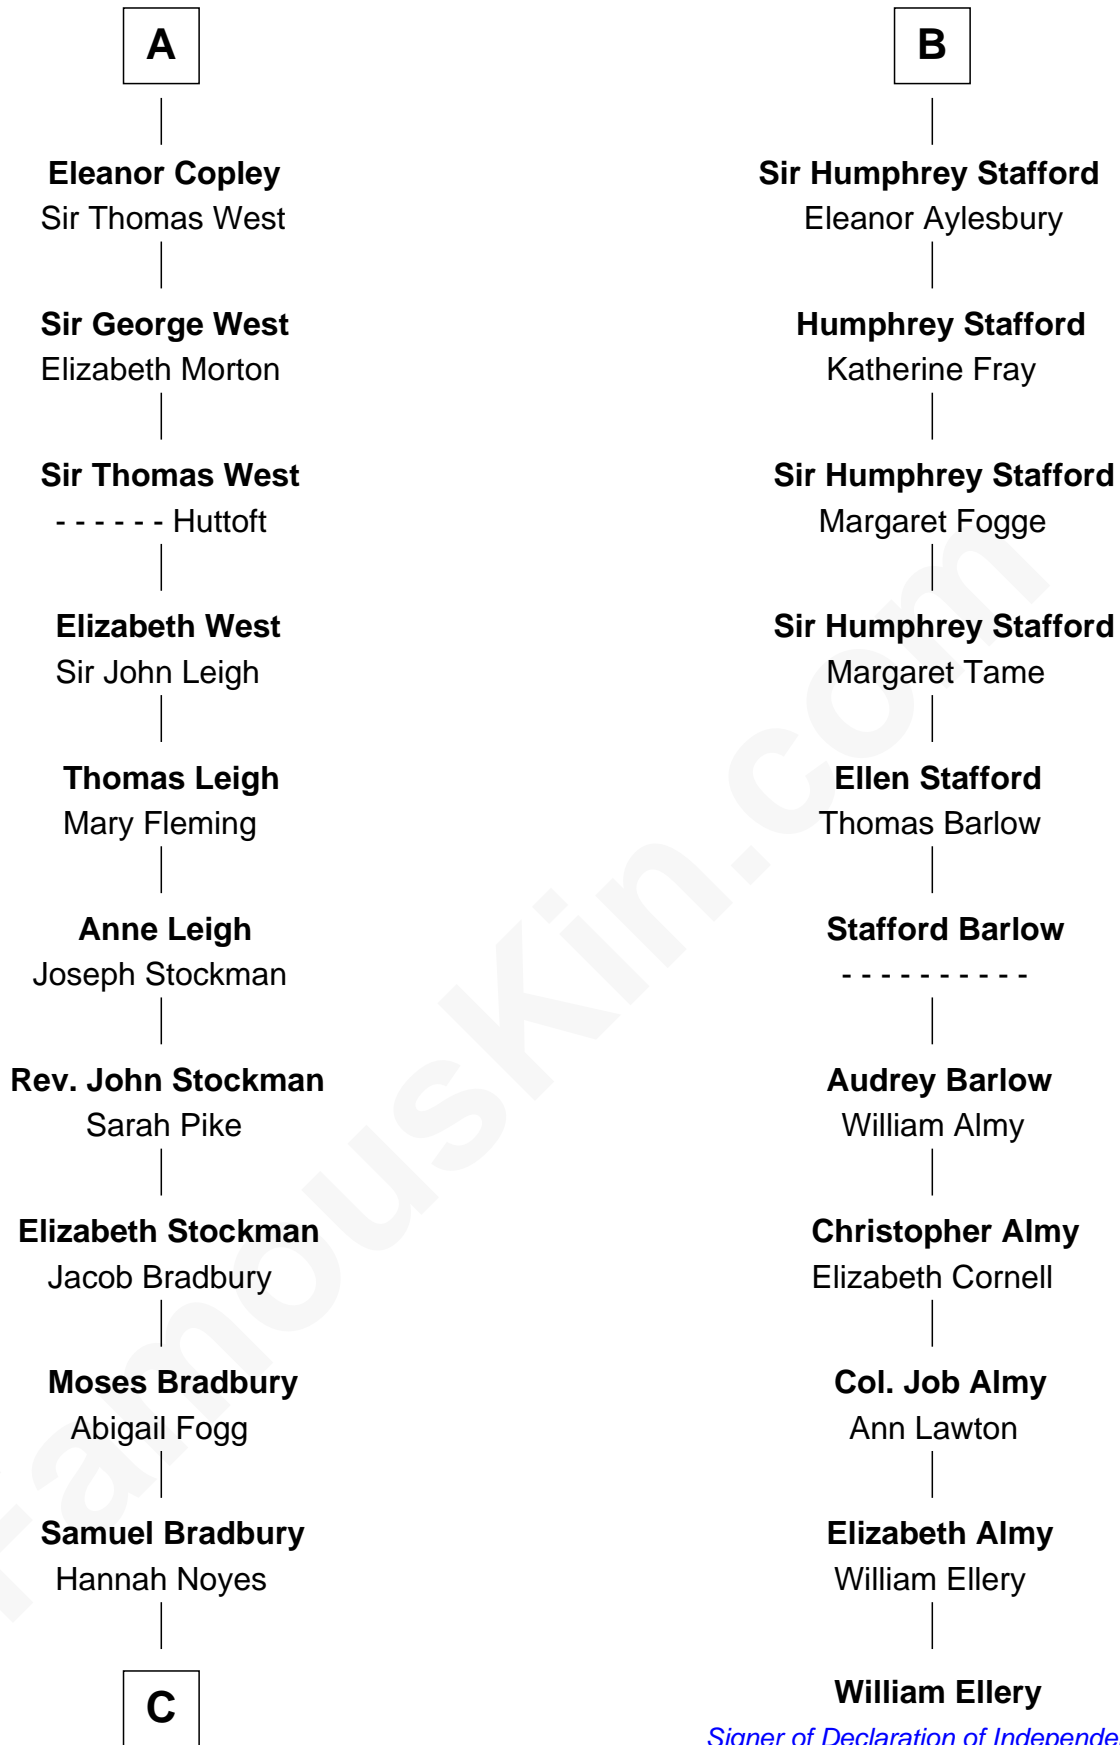 A
Eleanor Copley
Sir Thomas West
Sir George West
Elizabeth Morton
Sir Thomas West
- - - - - - Huttoft
Elizabeth West
Sir John Leigh
Thomas Leigh
Mary Fleming
Anne Leigh
Joseph Stockman
Rev. John Stockman
Sarah Pike
Elizabeth Stockman
Jacob Bradbury
Moses Bradbury
Abigail Fogg
Samuel Bradbury
Hannah Noyes
C
B
Sir Humphrey Stafford
Eleanor Aylesbury
Humphrey Stafford
Katherine Fray
Sir Humphrey Stafford
Margaret Fogge
Sir Humphrey Stafford
Margaret Tame
Ellen Stafford
Thomas Barlow
Stafford Barlow
- - - - - - - - - -
Audrey Barlow
William Almy
Christopher Almy
Elizabeth Cornell
Col. Job Almy
Ann Lawton
Elizabeth Almy
William Ellery
William Ellery
Signer of Declaration of Independe
FamousKin.com